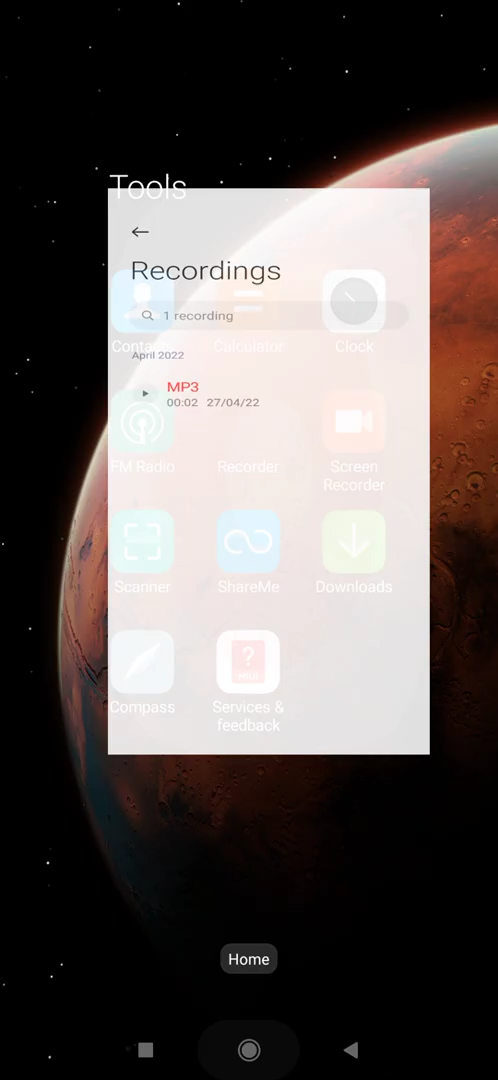 Tools
Recordings
1 recording
Contacts Calculator Clock
April 2022
MP3
00:02 27/04/22
FM Radio Recorder Screen
Recorder
Scanner ShareMe Downloads
?
MIUI
Compass Services &
feedback
Home